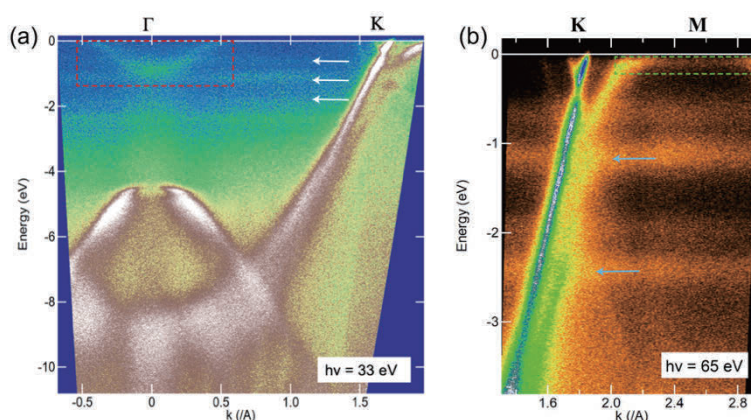 (a)
Γ
K
0
-2
-4
-6
-8
-10
Energy (eV)
-0.5
0
0.5
1.0
1.5
k (/A)
hν = 33 eV
(b)
K
M
0
-1
-2
-3
Energy (eV)
1.6
2.0
2.4
2.8
k (/A)
hν = 65 eV